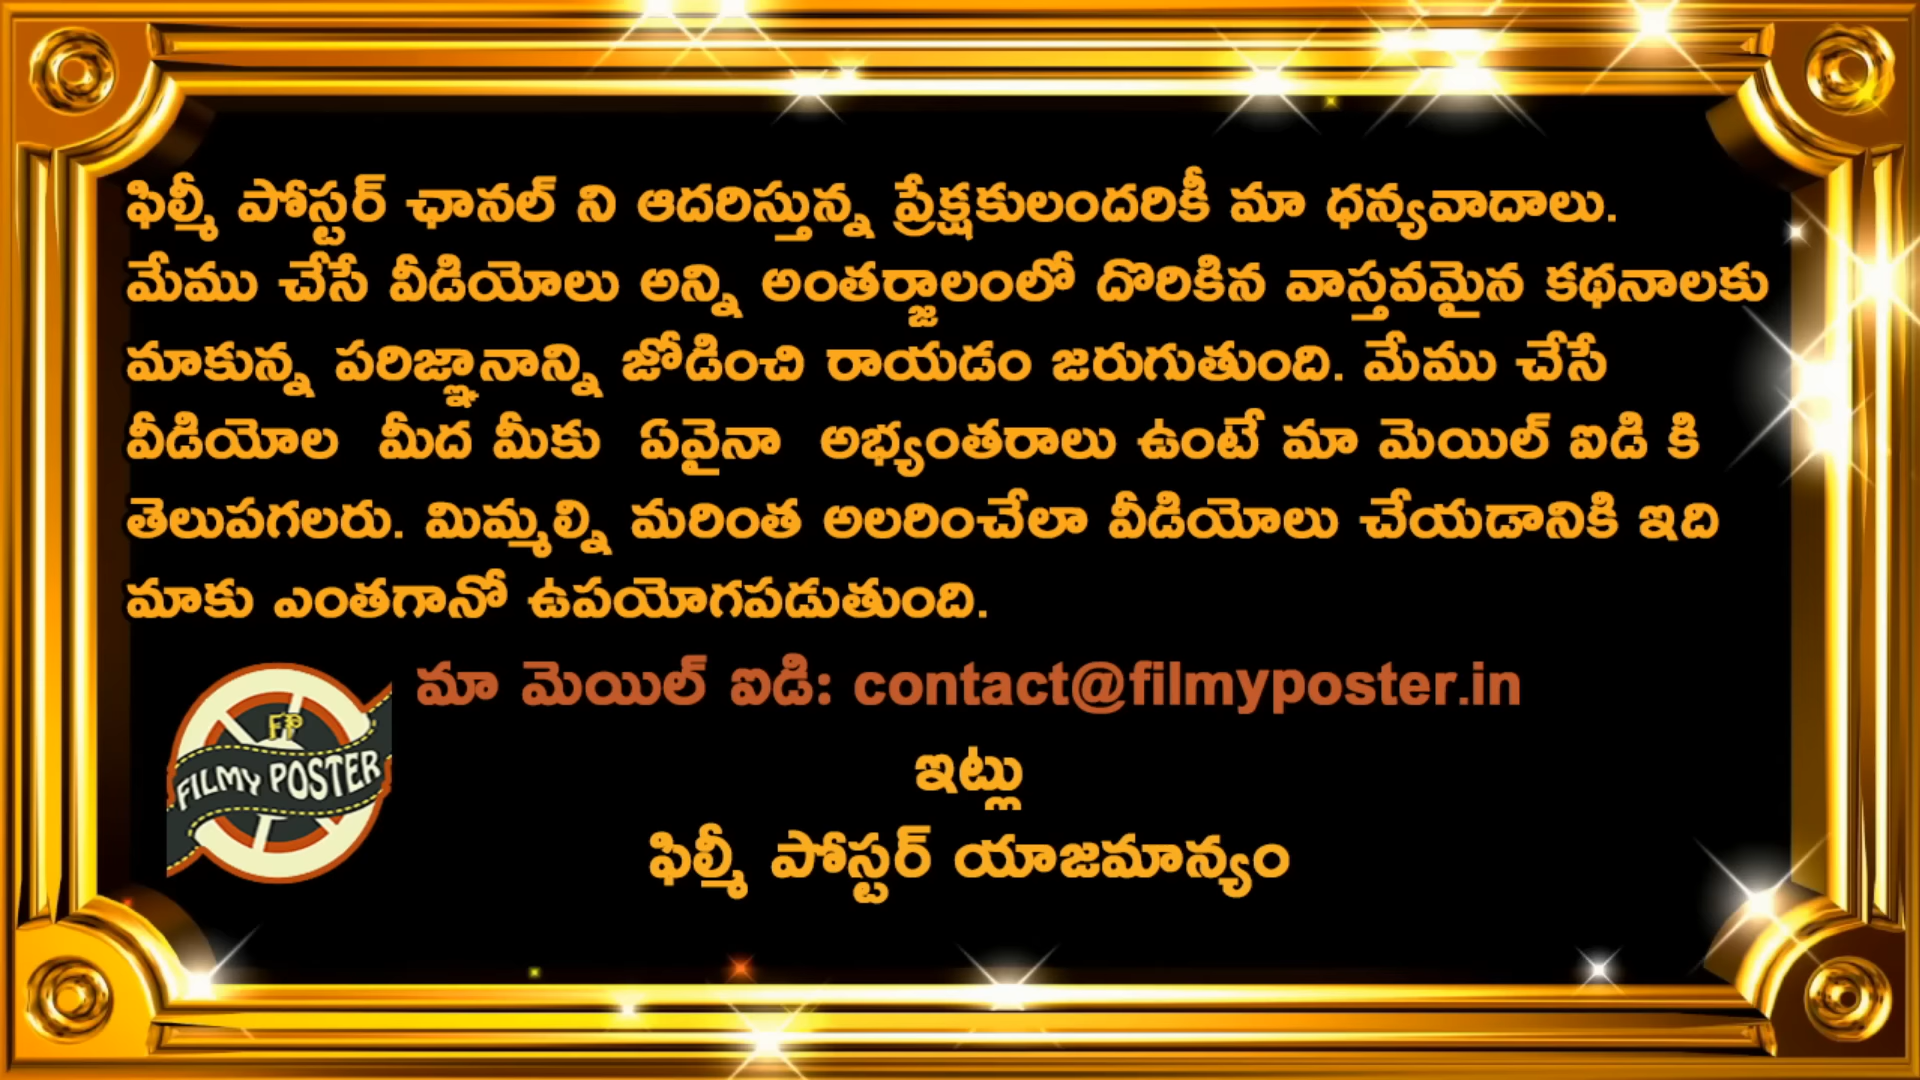 ఫిల్మీ పోస్టర్ ఛానల్ ని ఆదరిస్తున్న ప్రేక్షకులందరికీ మా ధన్యవాదాలు.
మేము చేసే వీడియోలు అన్ని అంతర్జాలంలో దొరికిన వాస్తవమైన కథనాలకు
మాకున్న పరిజ్ఞానాన్ని జోడించి రాయడం జరుగుతుంది. మేము చేసే
వీడియోల మీద మీకు ఏవైనా అభ్యంతరాలు ఉంటే మా మెయిల్ ఐడి కి
తెలుపగలరు. మిమ్మల్ని మరింత అలరించేలా వీడియోలు చేయడానికి ఇది
మాకు ఎంతగానో ఉపయోగపడుతుంది.
మా మెయిల్ ఐడి: contact@filmyposter.in
FP
FILMY POSTER
ఇట్లు
ఫిల్మీ పోస్టర్ యాజమాన్యం